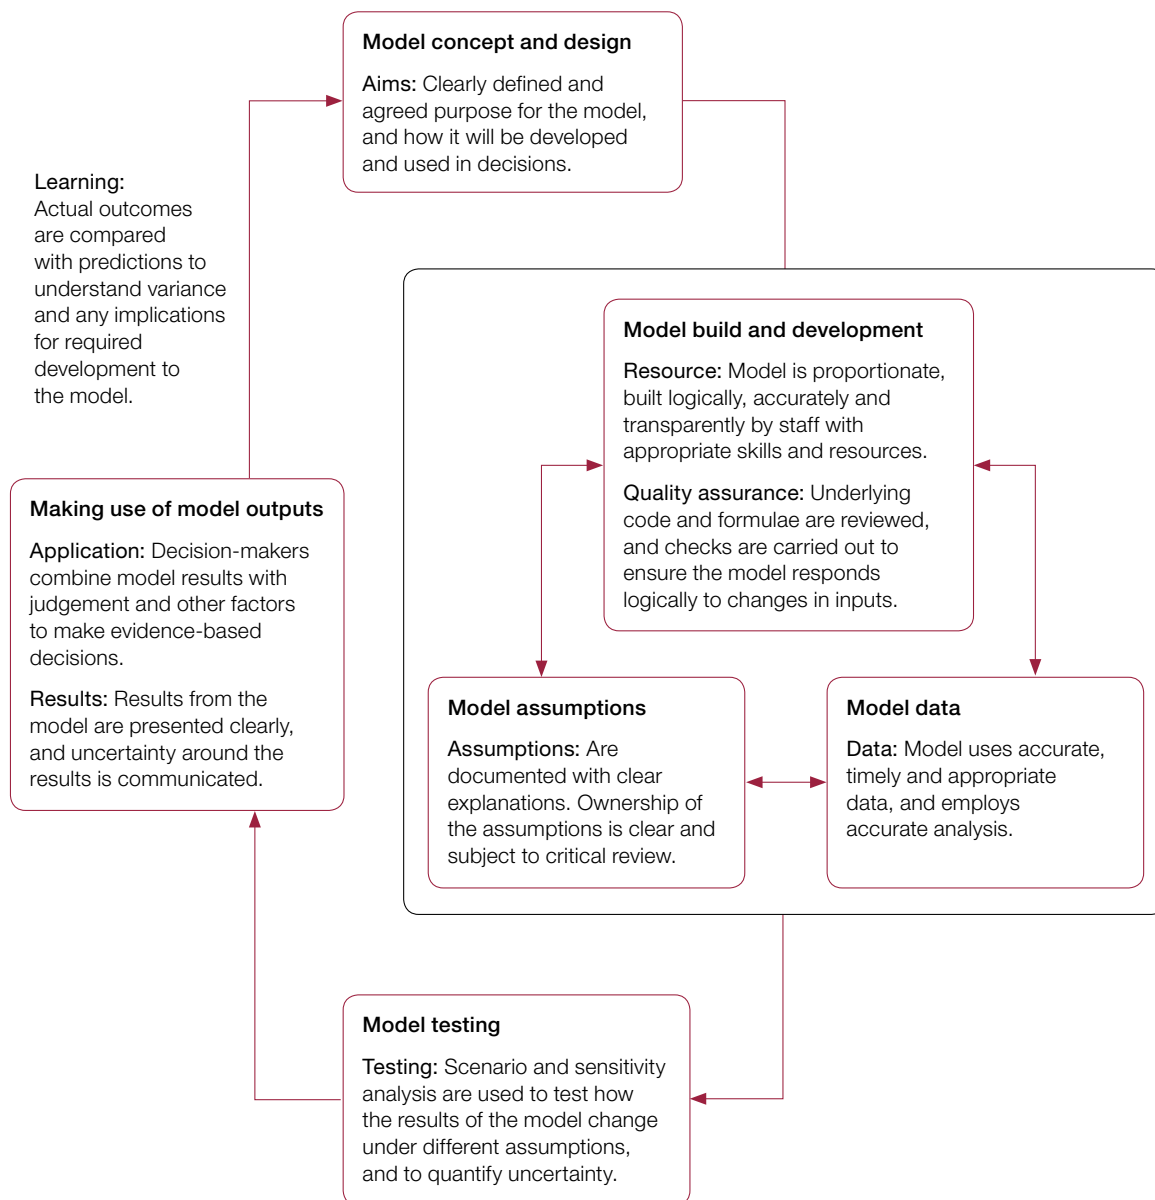 Model concept and design
Aims: Clearly defined and
agreed purpose for the model,
and how it will be developed
and used in decisions.
Learning:
Actual outcomes
are compared
with predictions to
understand variance
and any implications
for required
development to
the model.
Model build and development
Resource: Model is proportionate,
built logically, accurately and
transparently by staff with
appropriate skills and resources.
Quality assurance: Underlying
code and formulae are reviewed,
and checks are carried out to
ensure the model responds
logically to changes in inputs.
Making use of model outputs
Application: Decision-makers
combine model results with
judgement and other factors
to make evidence-based
decisions.
Results: Results from the
model are presented clearly,
and uncertainty around the
results is communicated.
Model assumptions
Assumptions: Are
documented with clear
explanations. Ownership of
the assumptions is clear and
subject to critical review.
Model data
Data: Model uses accurate,
timely and appropriate
data, and employs
accurate analysis.
Model testing
Testing: Scenario and sensitivity
analysis are used to test how
the results of the model change
under different assumptions,
and to quantify uncertainty.